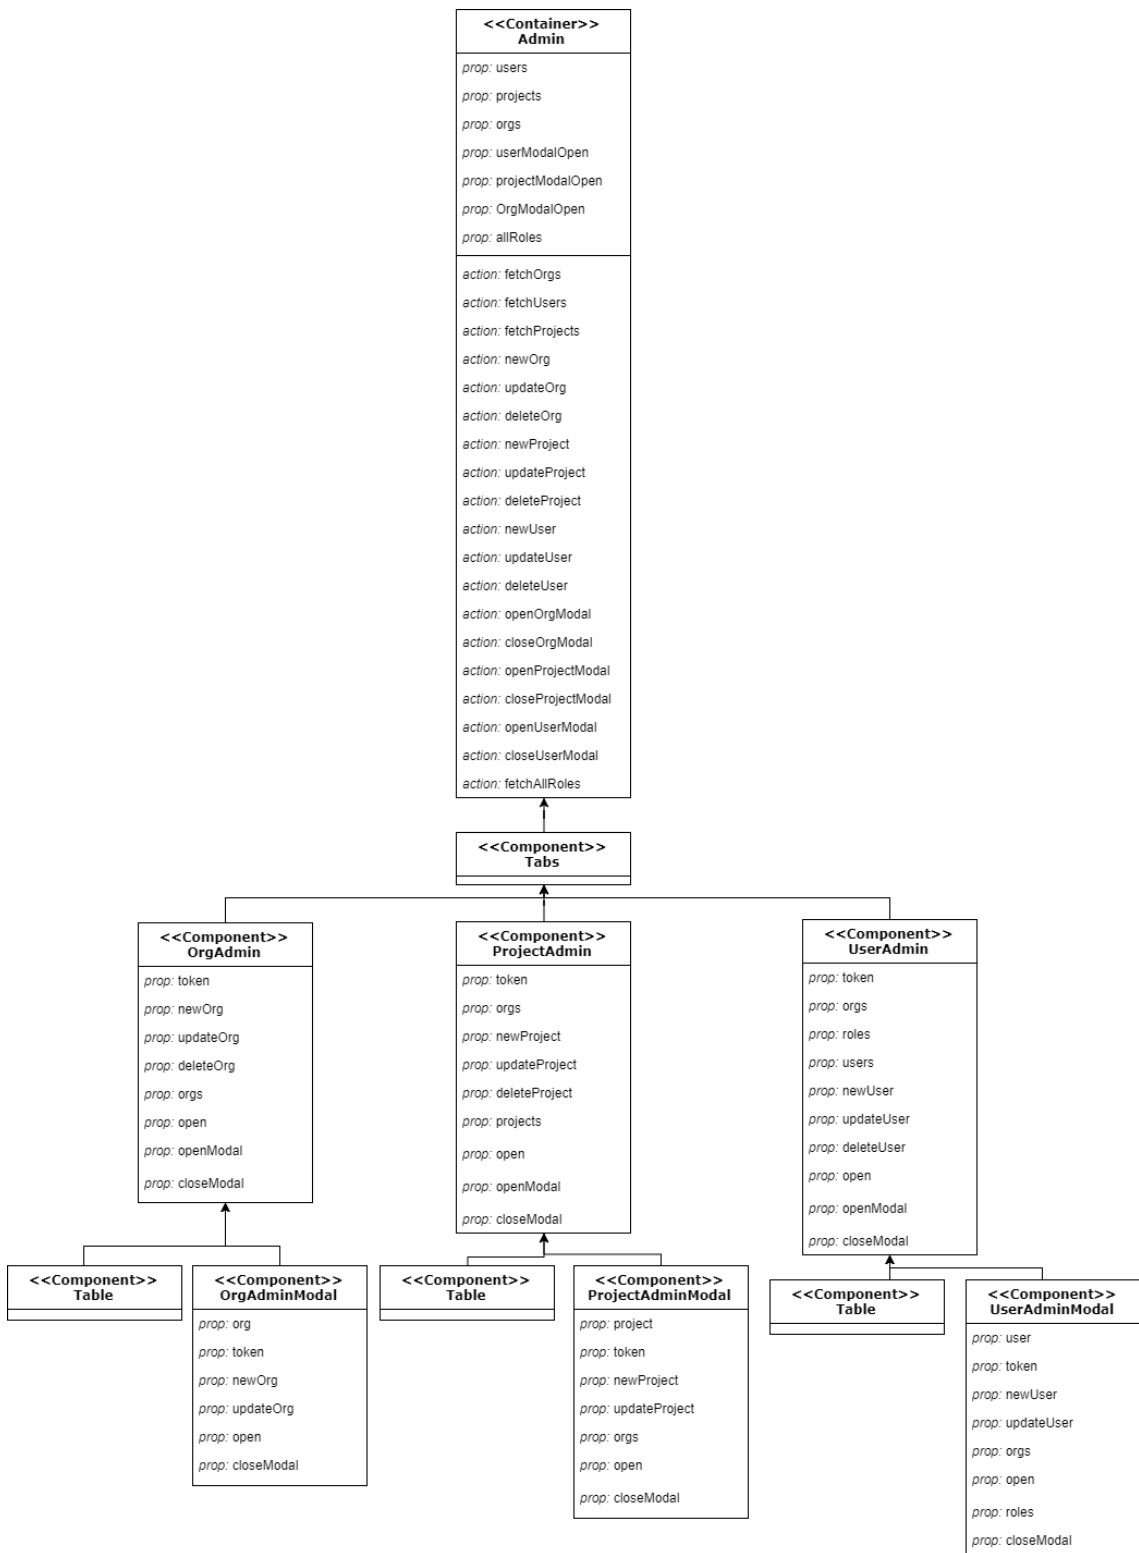 <<Container>>
Admin
prop: users
prop: projects
prop: orgs
prop: userModalOpen
prop: projectModalOpen
prop: OrgModalOpen
prop: allRoles
action: fetchOrgs
action: fetchUsers
action: fetchProjects
action: newOrg
action: updateOrg
action: deleteOrg
action: newProject
action: updateProject
action: deleteProject
action: newUser
action: updateUser
action: deleteUser
action: openOrgModal
action: closeOrgModal
action: openProjectModal
action: closeProjectModal
action: openUserModal
action: closeUserModal
action: fetchAllRoles
<<Component>>
Tabs
<<Component>>
OrgAdmin
prop: token
prop: newOrg
prop: updateOrg
prop: deleteOrg
prop: orgs
prop: open
prop: openModal
prop: closeModal
<<Component>>
ProjectAdmin
prop: token
prop: orgs
prop: newProject
prop: updateProject
prop: deleteProject
prop: projects
prop: open
prop: openModal
prop: closeModal
<<Component>>
UserAdmin
prop: token
prop: orgs
prop: roles
prop: users
prop: newUser
prop: updateUser
prop: deleteUser
prop: open
prop: openModal
prop: closeModal
<<Component>>
Table
<<Component>>
OrgAdminModal
prop: org
prop: token
prop: newOrg
prop: updateOrg
prop: open
prop: closeModal
<<Component>>
Table
<<Component>>
ProjectAdminModal
prop: project
prop: token
prop: newProject
prop: updateProject
prop: orgs
prop: open
prop: closeModal
<<Component>>
Table
<<Component>>
UserAdminModal
prop: user
prop: token
prop: newUser
prop: updateUser
prop: orgs
prop: open
prop: roles
prop: closeModal